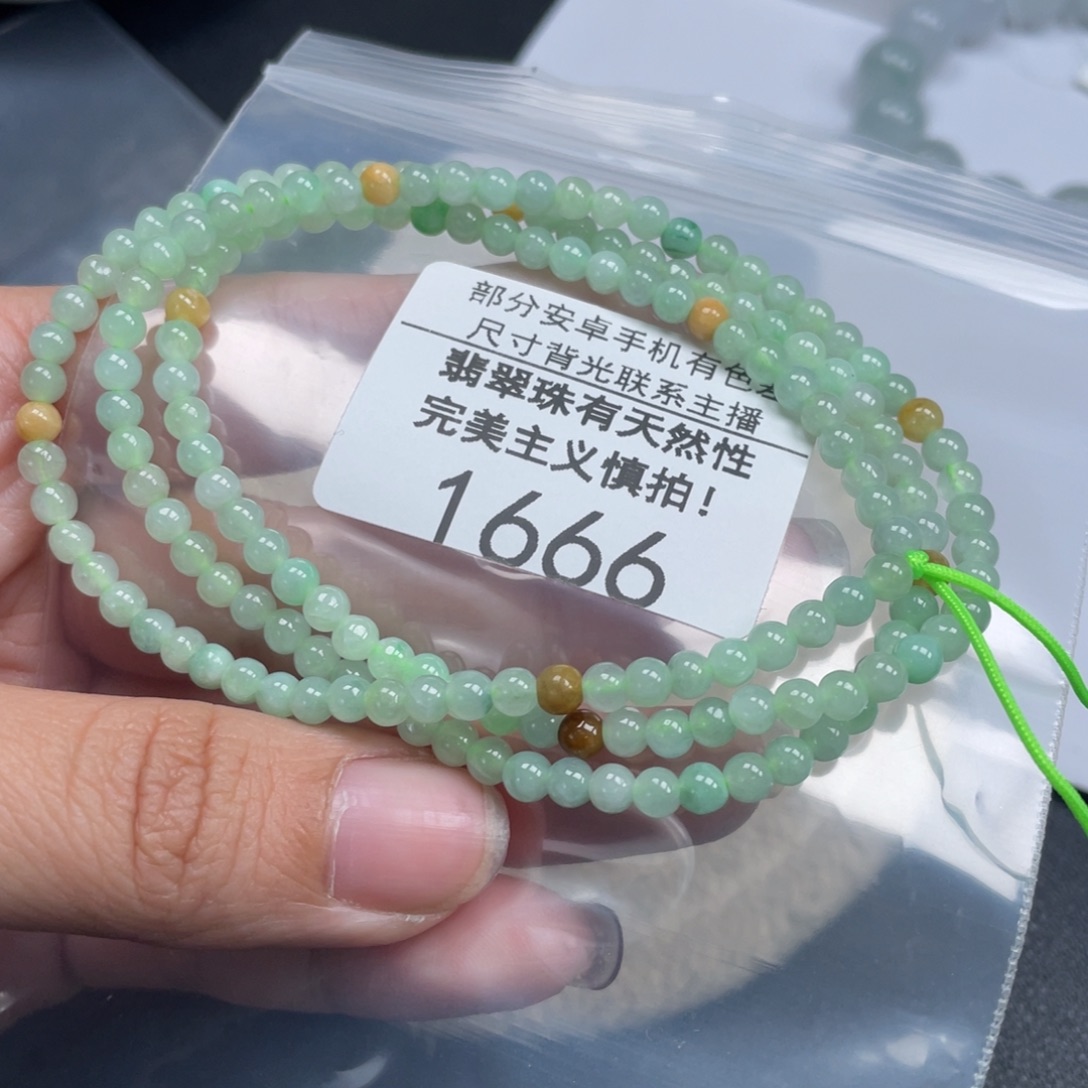 部分安卓手机有色差
尺寸背光联系主播
翡翠珠有天然性
完美主义慎拍！
1666